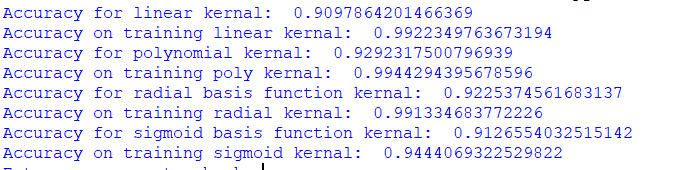 Accuracy for linear kernal:  0.9097864201466369
Accuracy on training linear kernal:  0.9922349763673194
Accuracy for polynomial kernal:  0.9292317500796939
Accuracy on training poly kernal:  0.9944294395678596
Accuracy for radial basis function kernal:  0.9225374561683137
Accuracy on training radial kernal:  0.991334683772226
Accuracy for sigmoid basis function kernal:  0.9126554032515142
Accuracy on training sigmoid kernal:  0.9444069322529822